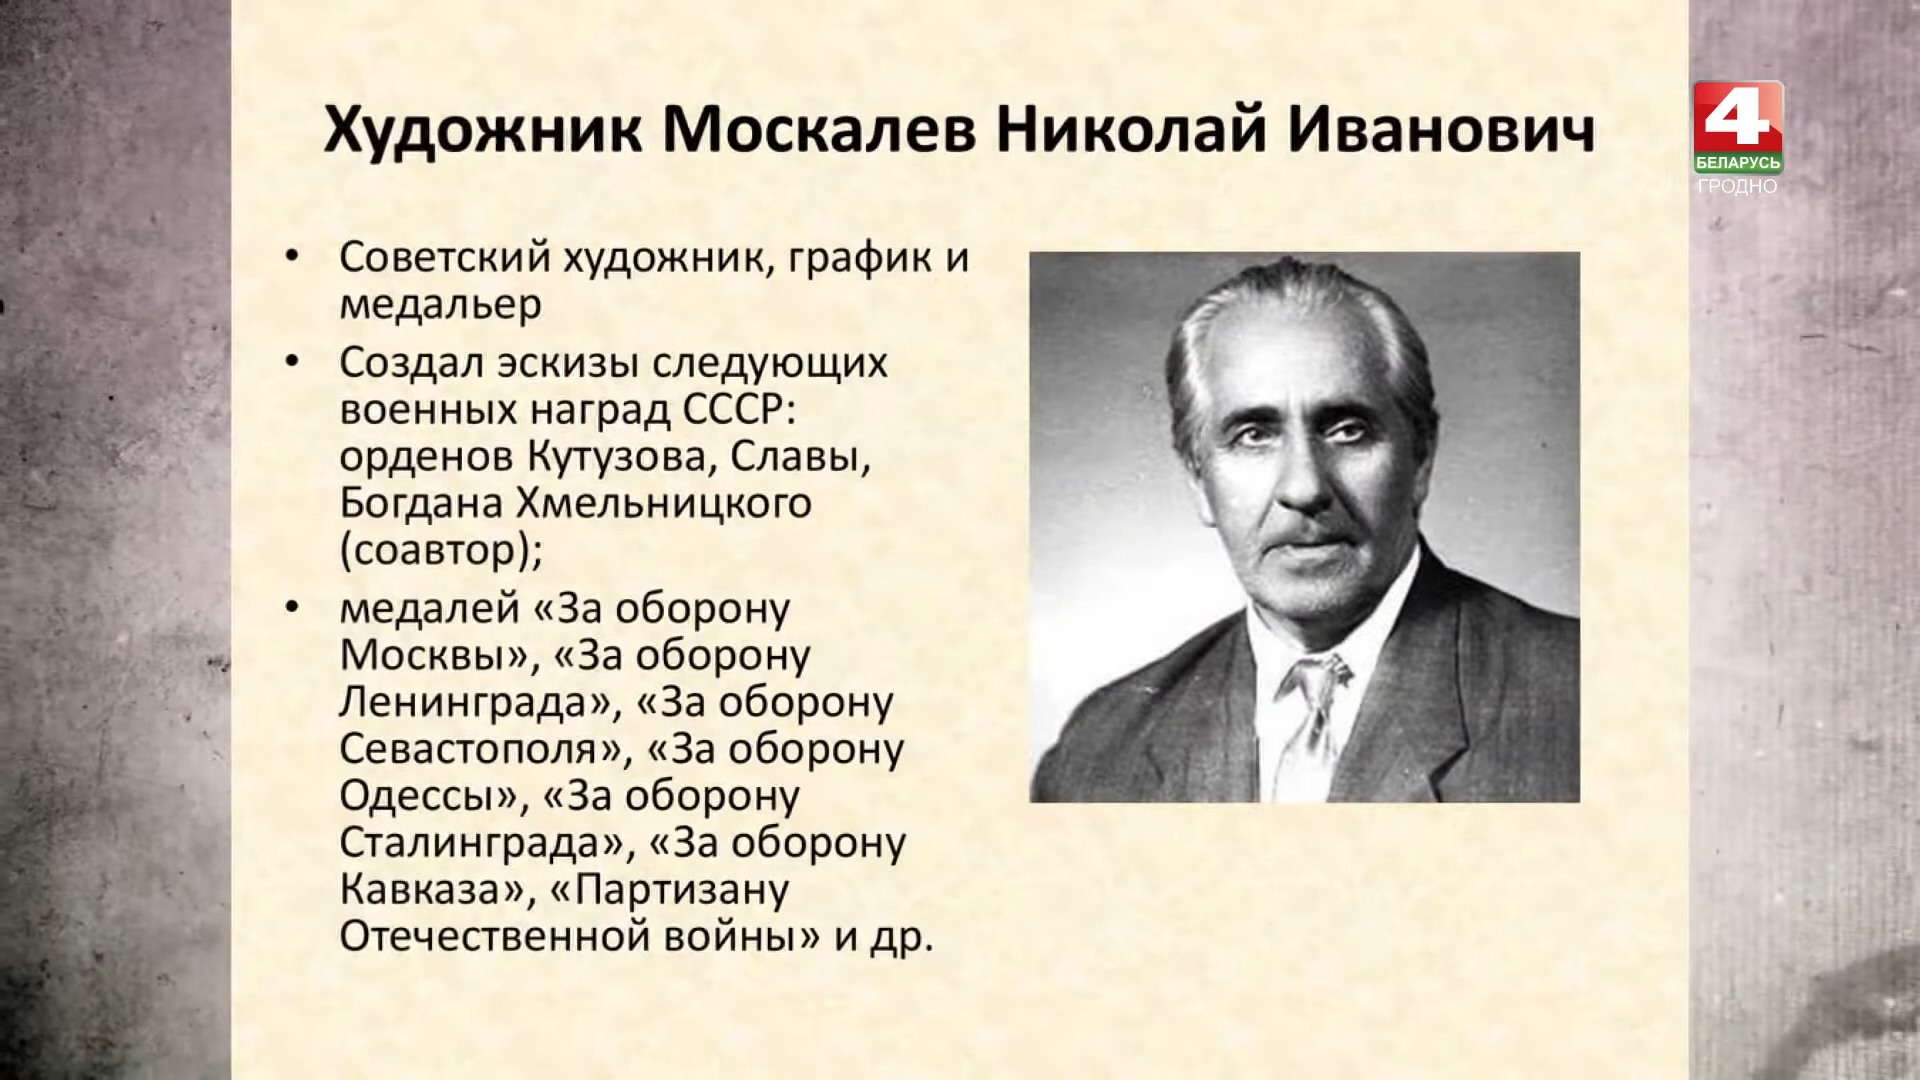 Художник Москалев Николай Иванович
4
БЕЛАРУСЬ
ГРОДНО
• Советский художник, график и
медальер
• Создал эскизы следующих
военных наград СССР:
орденов Кутузова, Славы,
Богдана Хмельницкого
(соавтор);
• медалей «За оборону
Москвы», «За оборону
Ленинграда», «За оборону
Севастополя», «За оборону
Одессы», «За оборону
Сталинграда», «За оборону
Кавказа», «Партизану
Отечественной войны» и др.